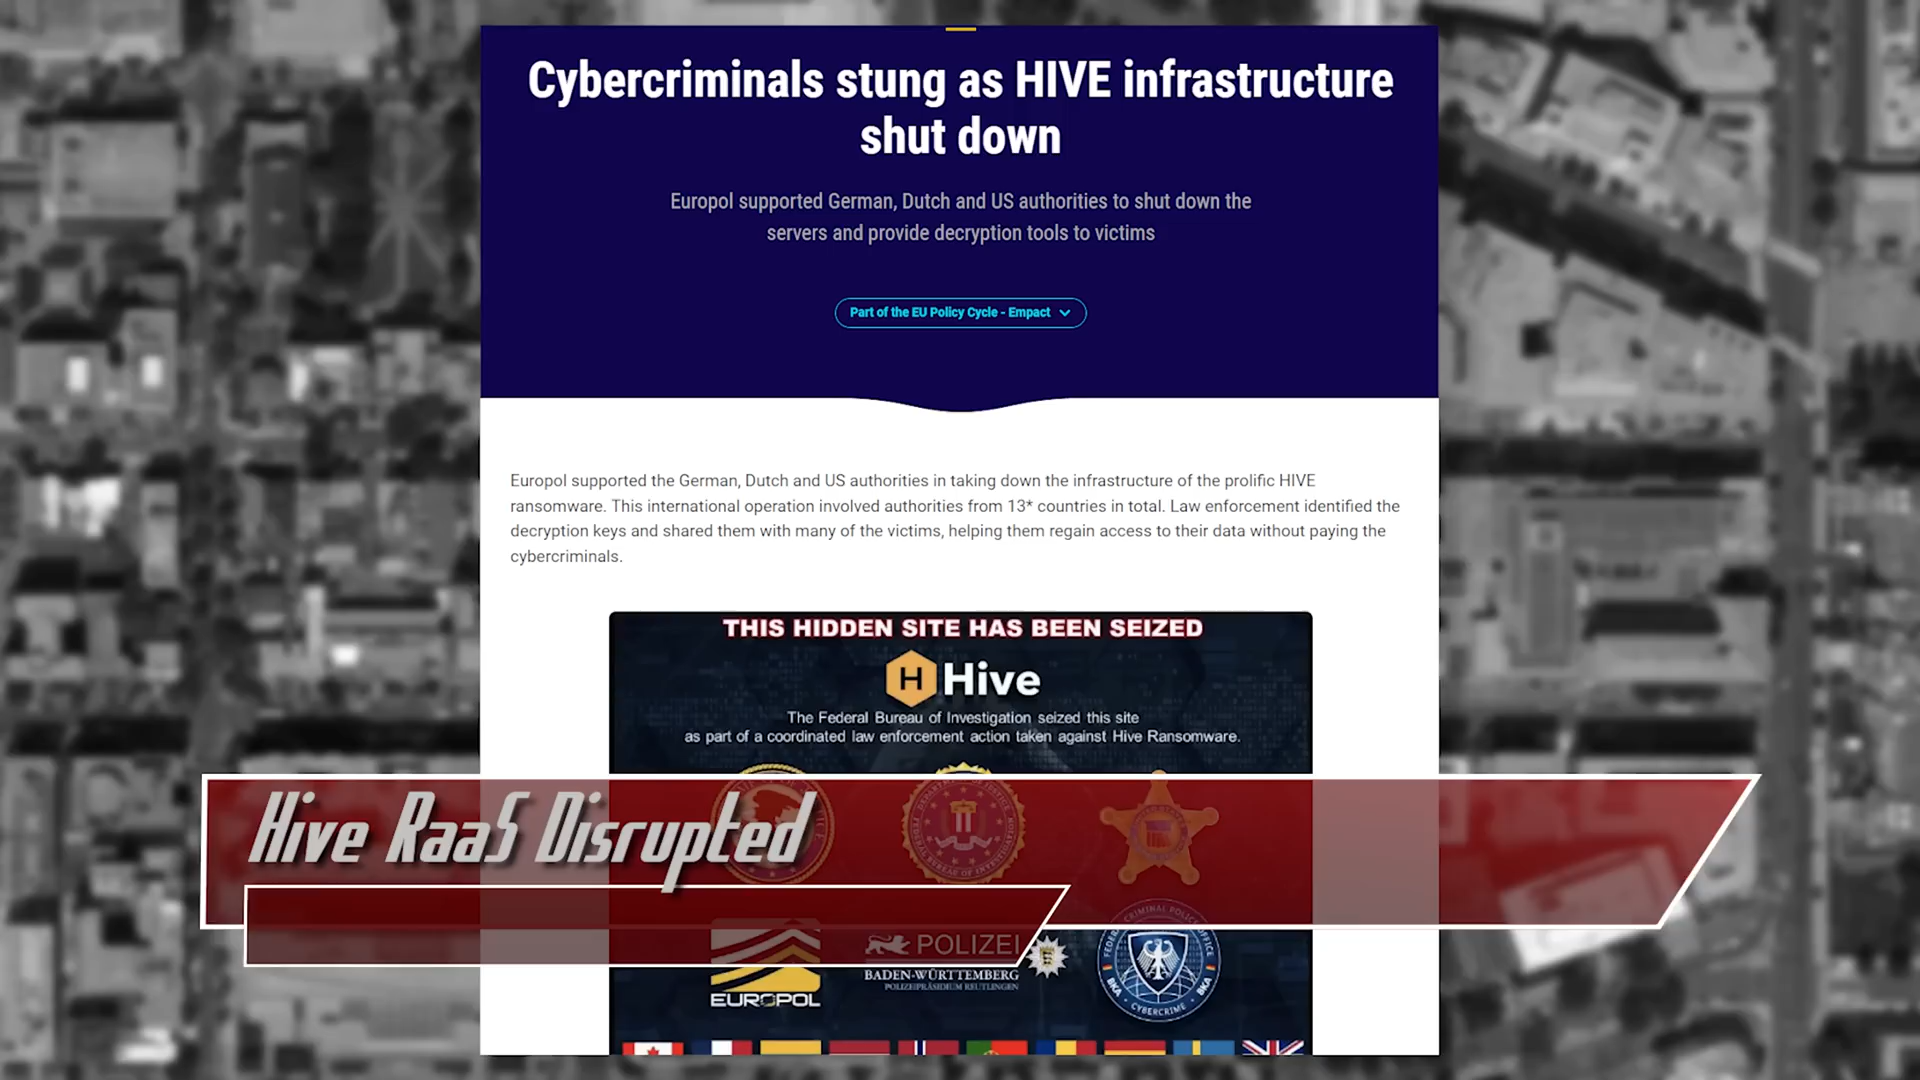 Cybercriminals stung as HIVE infrastructure
shut down
Europol supported German, Dutch and US authorities to shut down the
servers and provide decryption tools to victims
Part of the EU Policy Cycle - Empact
Europol supported the German, Dutch and US authorities in taking down the infrastructure of the prolific HIVE
ransomware. This international operation involved authorities from 13* countries in total. Law enforcement identified the
decryption keys and shared them with many of the victims, helping them regain access to their data without paying the
cybercriminals.
THIS HIDDEN SITE HAS BEEN SEIZED
H Hive
The Federal Bureau of Investigation seized this site
as part of a coordinated law enforcement action taken against Hive Ransomware.
Hive RaaS Disrupted
EUROPOL
POLIZEI
BADEN-WÜRTTEMBERG
POLIZEIPRÄSIDIUM REUTLINGEN
CRIMINAL POLICE OFFICE
BKA • CYBERCRIME • BKA